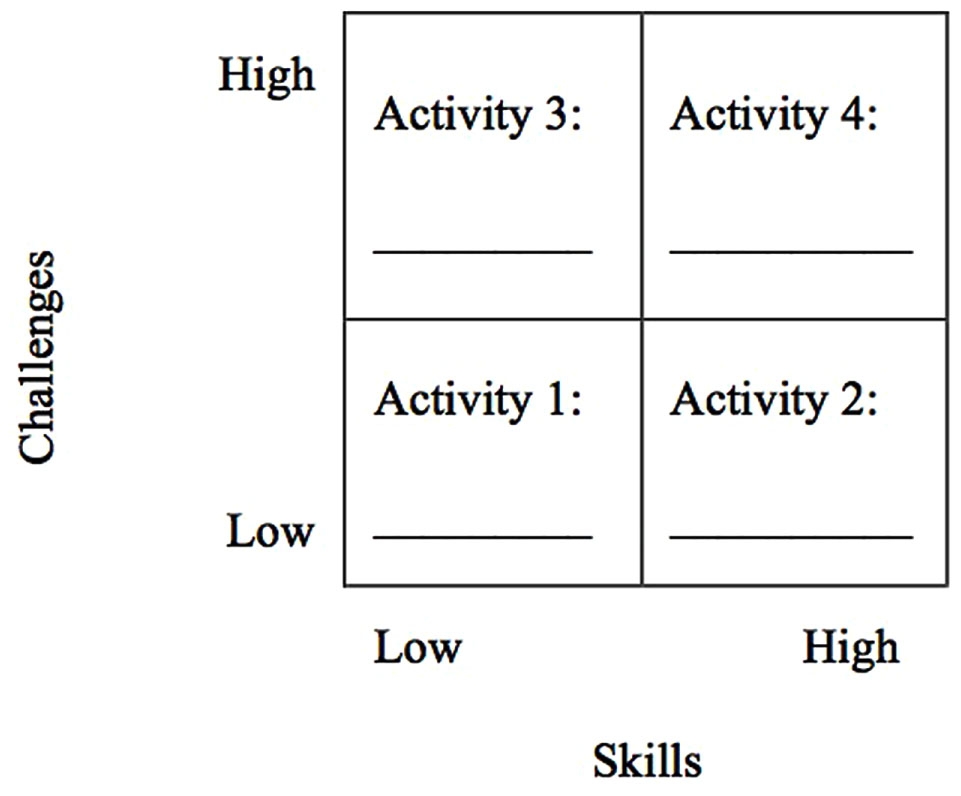 High
Activity 3:
Activity 4:
Challenges
Activity 1:
Activity 2:
Low
Low
High
Skills